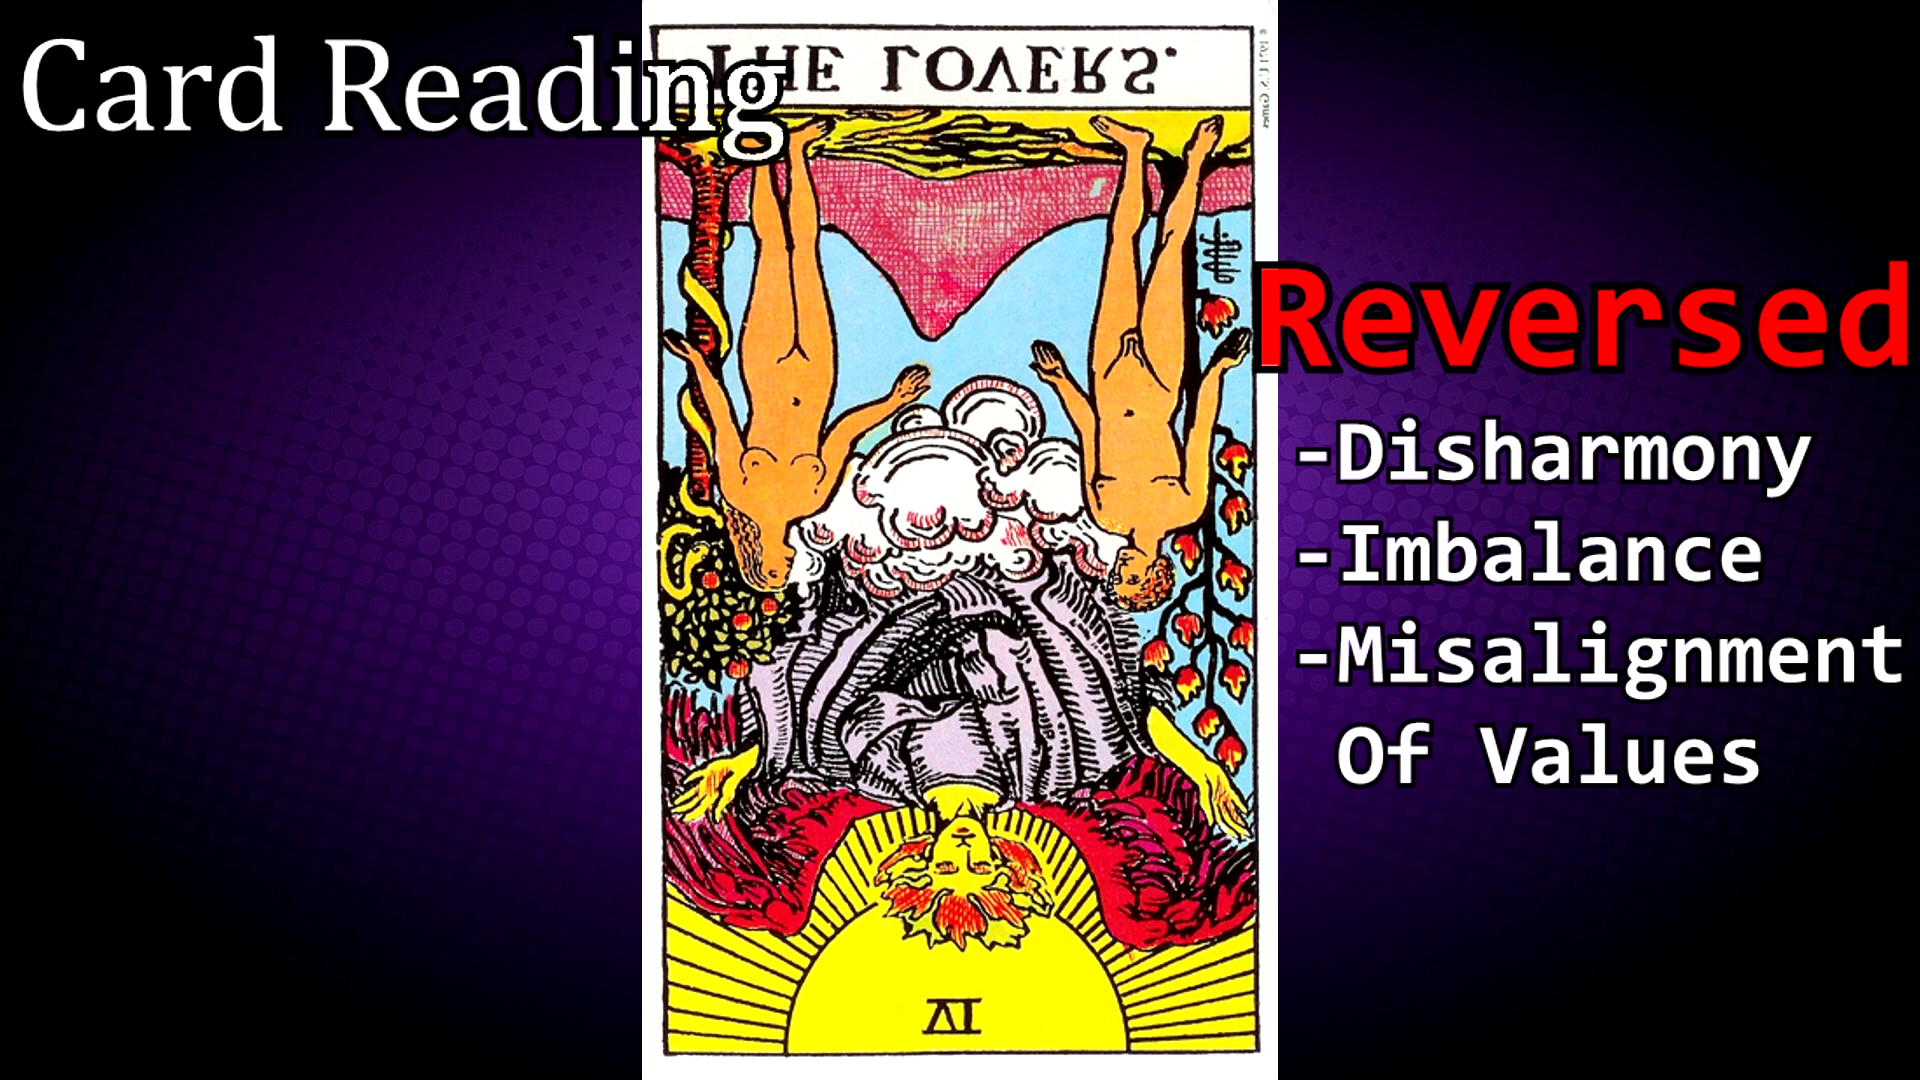 Card Reading
THE LOVERS.
Reversed
-Disharmony
-Imbalance
-Misalignment
Of Values
VI